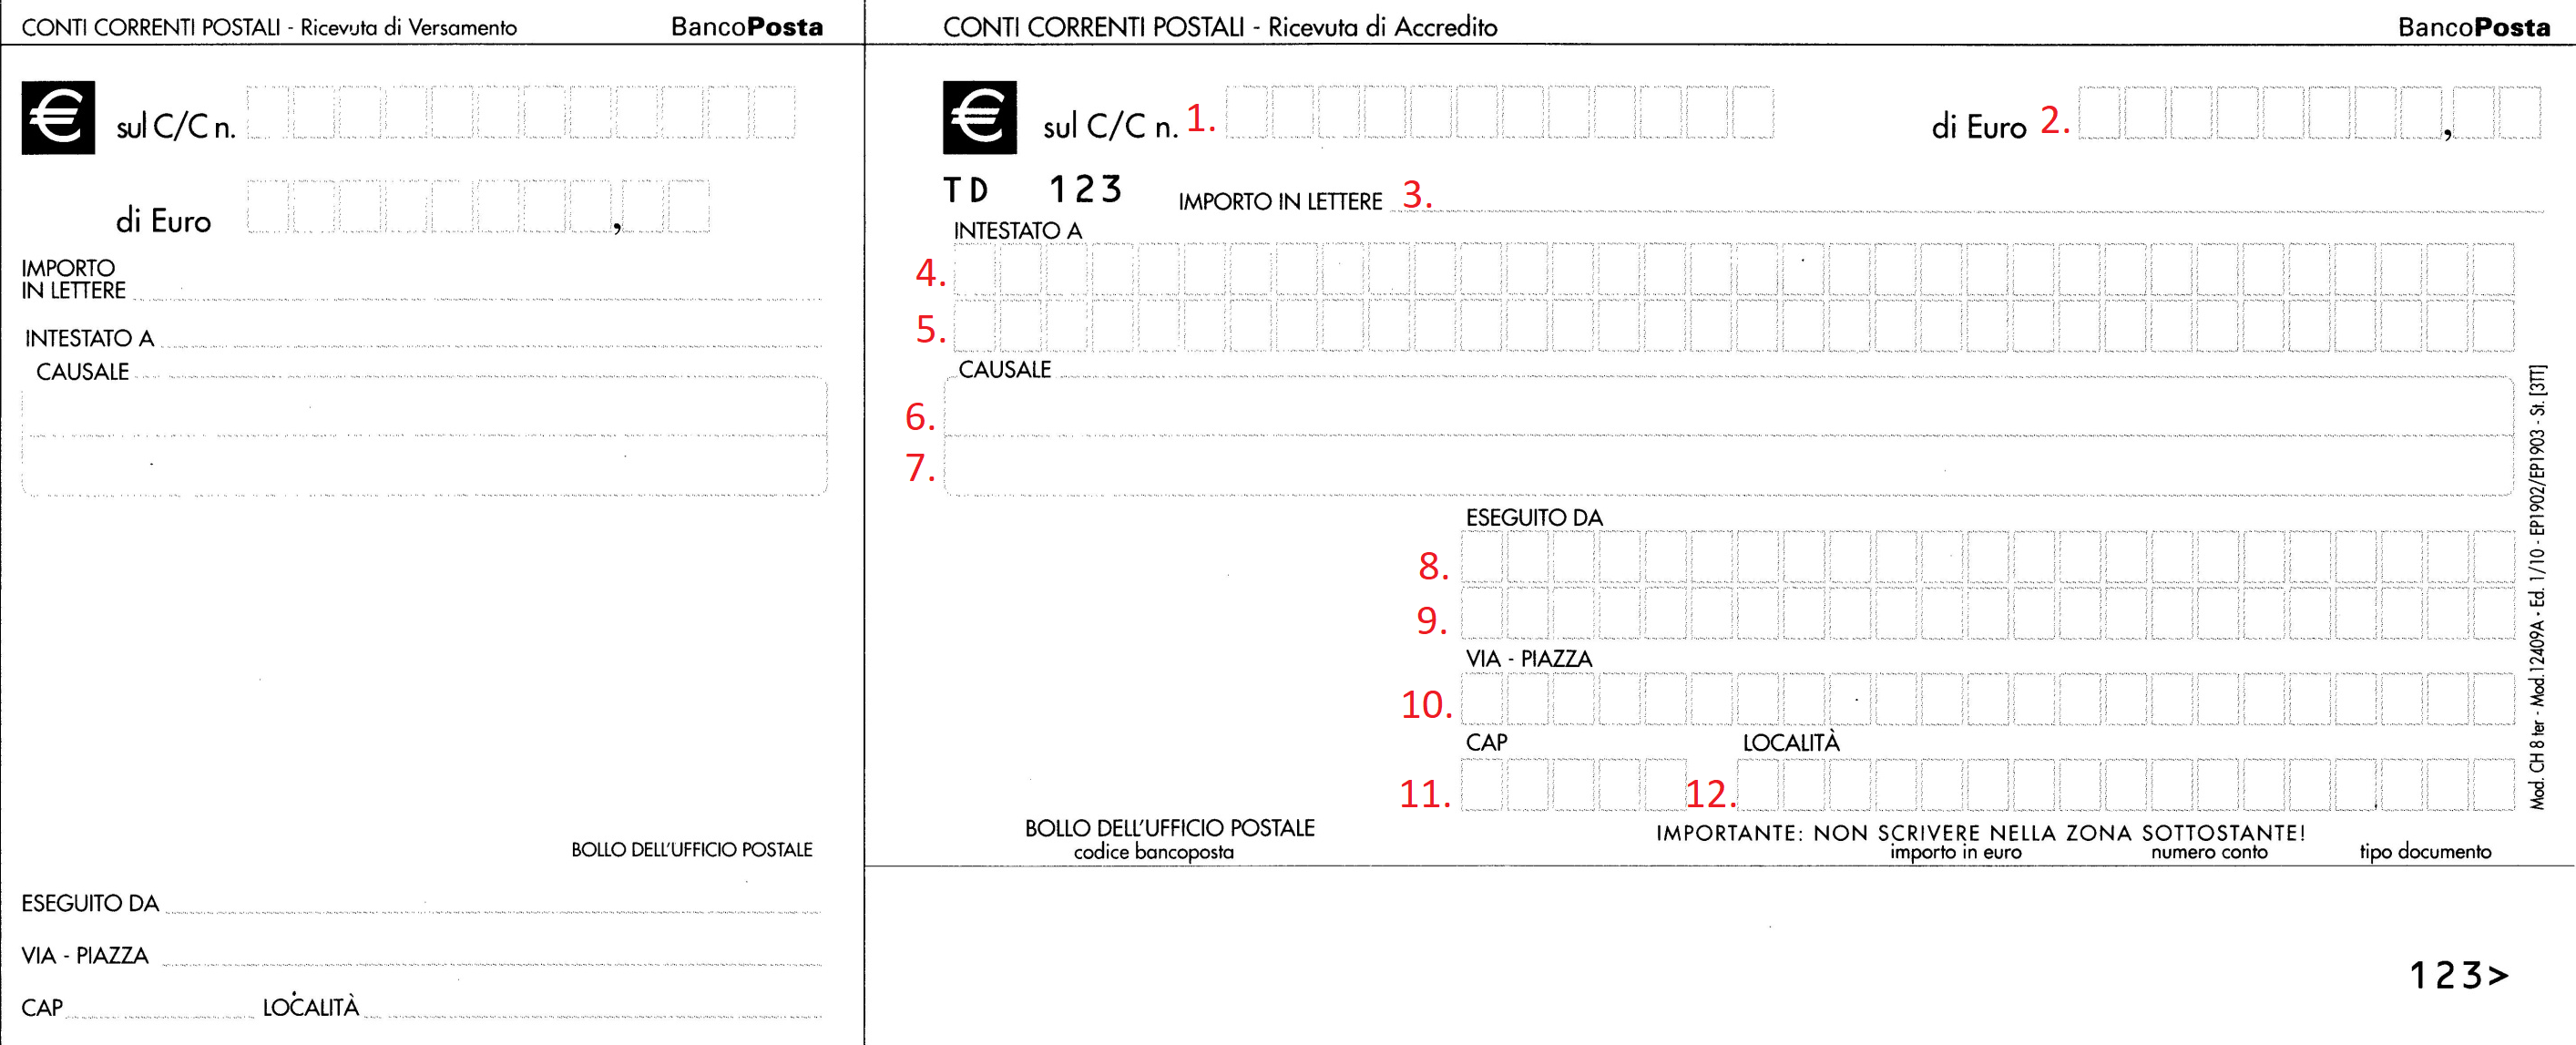 CONTI CORRENTI POSTALI - Ricevuta di Versamento BancoPosta
€ sul C/C n.
di Euro ,
IMPORTO
IN LETTERE
INTESTATO A
CAUSALE
BOLLO DELL'UFFICIO POSTALE
ESEGUITO DA
VIA - PIAZZA
CAP LOCALITÀ
CONTI CORRENTI POSTALI - Ricevuta di Accredito BancoPosta
€ sul C/C n. 1. di Euro 2. ,
TD 123 IMPORTO IN LETTERE 3.
INTESTATO A
4.
5.
CAUSALE
6.
7.
ESEGUITO DA
8.
9.
VIA - PIAZZA
10.
CAP LOCALITÀ
11. 12.
BOLLO DELL'UFFICIO POSTALE
codice bancoposta
IMPORTANTE: NON SCRIVERE NELLA ZONA SOTTOSTANTE!
importo in euro numero conto tipo documento
123>
Mod. CH 8 ter - Mod. 12409A - Ed. 1/10 - EP1902/EP1903 - St. [3TT]